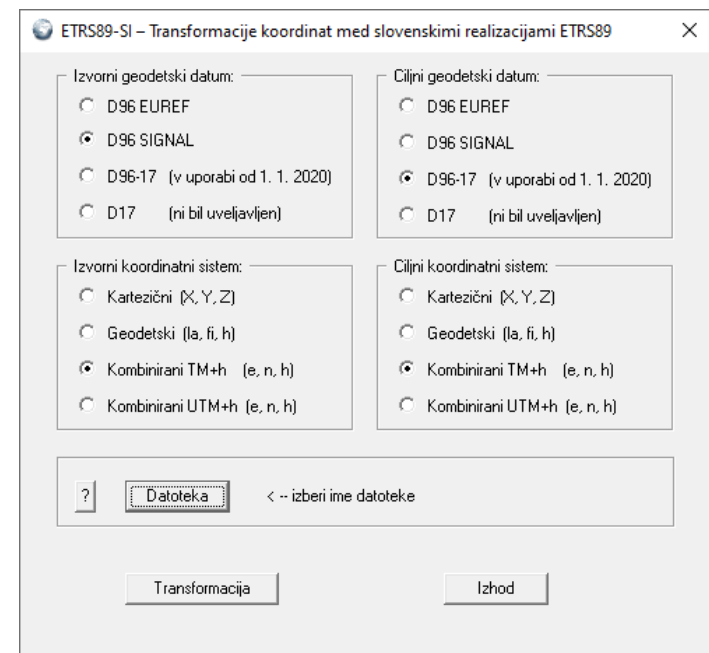 ETRS89-SI – Transformacije koordinat med slovenskimi realizacijami ETRS89
Izvorni geodetski datum:
D96 EUREF
D96 SIGNAL
D96-17 (v uporabi od 1. 1. 2020)
D17 (ni bil uveljavljen)
Ciljni geodetski datum:
D96 EUREF
D96 SIGNAL
D96-17 (v uporabi od 1. 1. 2020)
D17 (ni bil uveljavljen)
Izvorni koordinatni sistem:
Kartezični (X, Y, Z)
Geodetski (la, fi, h)
Kombinirani TM+h (e, n, h)
Kombinirani UTM+h (e, n, h)
Ciljni koordinatni sistem:
Kartezični (X, Y, Z)
Geodetski (la, fi, h)
Kombinirani TM+h (e, n, h)
Kombinirani UTM+h (e, n, h)
? Datoteka < -- izberi ime datoteke
Transformacija Izhod